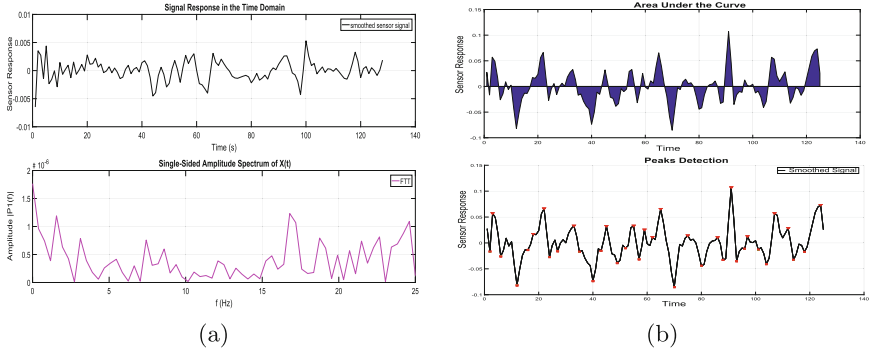 Signal Response in the Time Domain
0.01
0.005
0
-0.005
-0.01
Sensor Response
smoothed sensor signal
0 20 40 60 80 100 120 140
Time (s)
Single-Sided Amplitude Spectrum of X(t)
2
1.5
1
0.5
0
Amplitude |P1(f)|
FTT
0 5 10 15 20 25
f (Hz)
(a)
Area Under the Curve
0.15
0.1
0.05
0
-0.05
-0.1
Sensor Response
0 20 40 60 80 100 120 140
Time
Peaks Detection
0.15
0.1
0.05
0
-0.05
-0.1
Sensor Response
Smoothed Signal
0 20 40 60 80 100 120 140
Time
(b)